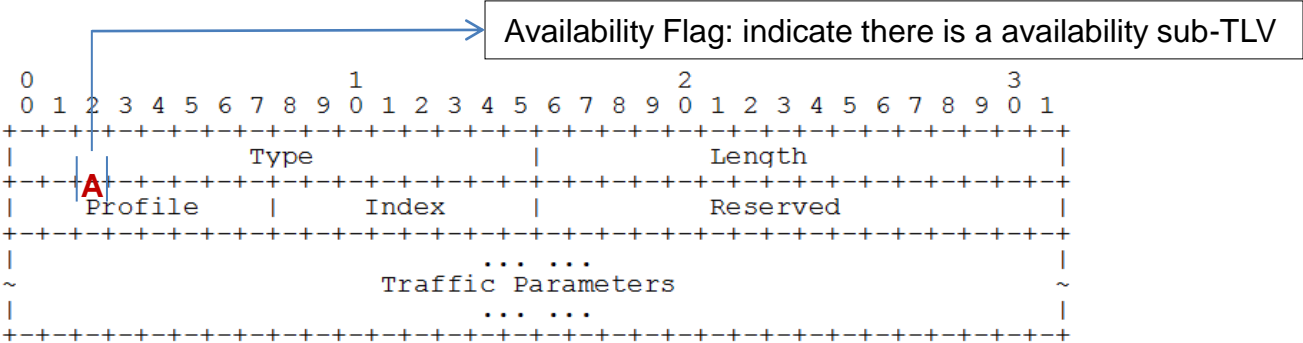 Availability Flag: indicate there is a availability sub-TLV
0                   1                   2                   3
0 1 2 3 4 5 6 7 8 9 0 1 2 3 4 5 6 7 8 9 0 1 2 3 4 5 6 7 8 9 0 1
+-+-+-+-+-+-+-+-+-+-+-+-+-+-+-+-+-+-+-+-+-+-+-+-+-+-+-+-+-+-+-+-+
|              Type             |          Length               |
+-+-+A+-+-+-+-+-+-+-+-+-+-+-+-+-+-+-+-+-+-+-+-+-+-+-+-+-+-+-+-+-+
|    Profile    |     Index     |          Reserved             |
+-+-+-+-+-+-+-+-+-+-+-+-+-+-+-+-+-+-+-+-+-+-+-+-+-+-+-+-+-+-+-+-+
|                            ... ...                            |
~                      Traffic Parameters                       ~
|                            ... ...                            |
+-+-+-+-+-+-+-+-+-+-+-+-+-+-+-+-+-+-+-+-+-+-+-+-+-+-+-+-+-+-+-+-+